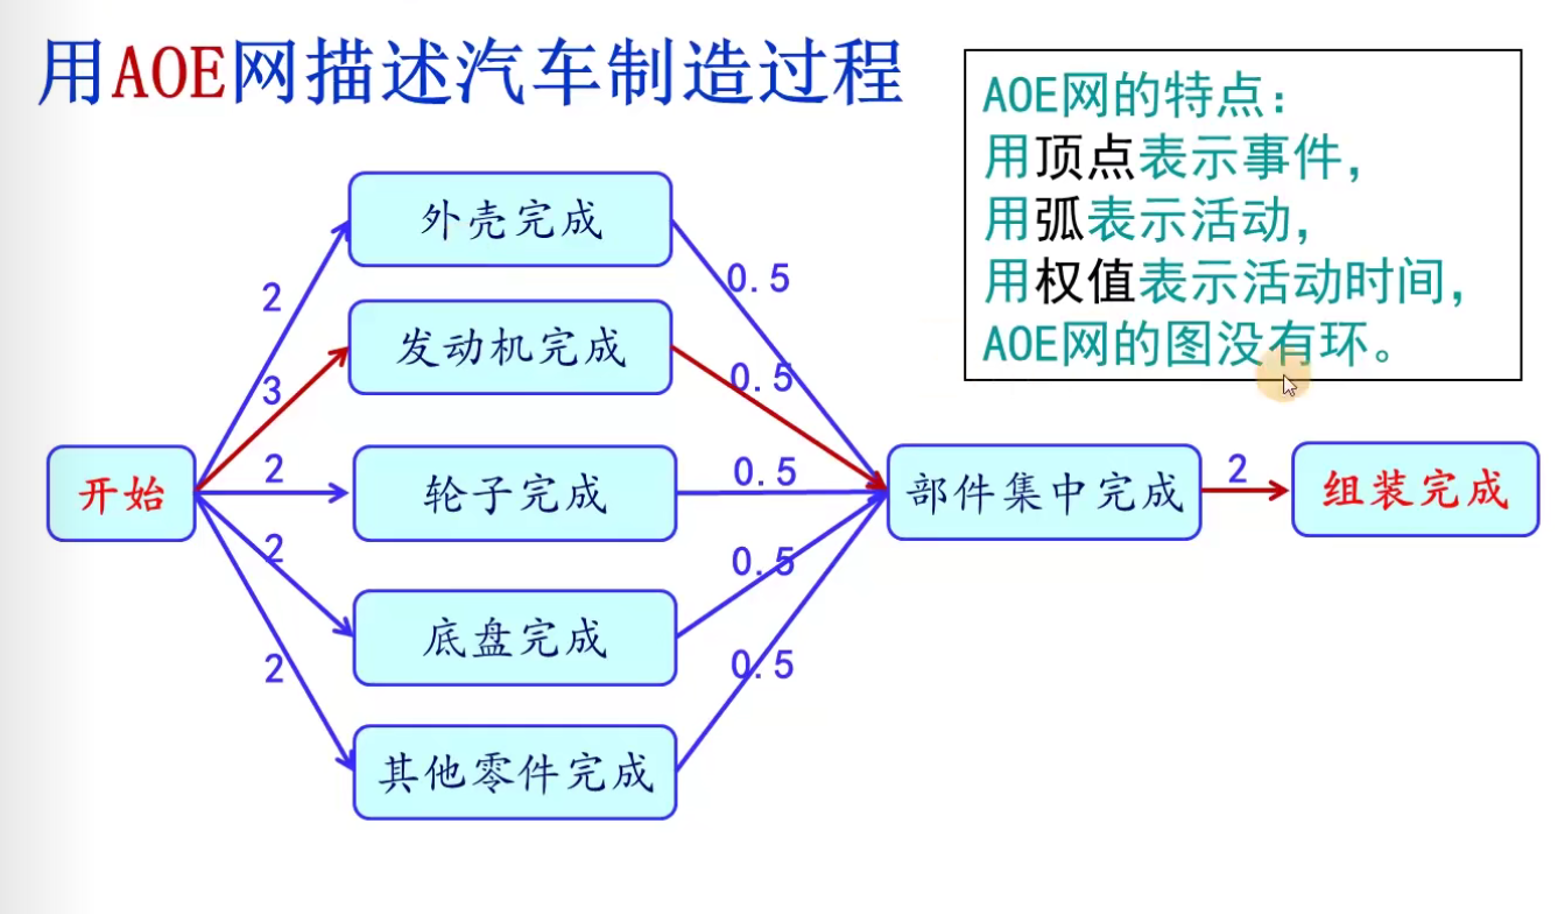 用AOE网描述汽车制造过程
AOE网的特点：
用顶点表示事件，
用弧表示活动，
用权值表示活动时间，
AOE网的图没有环。
外壳完成
2
0.5
发动机完成
3
0.5
开始
2
轮子完成
0.5
部件集中完成
2
组装完成
2
0.5
底盘完成
2
0.5
其他零件完成